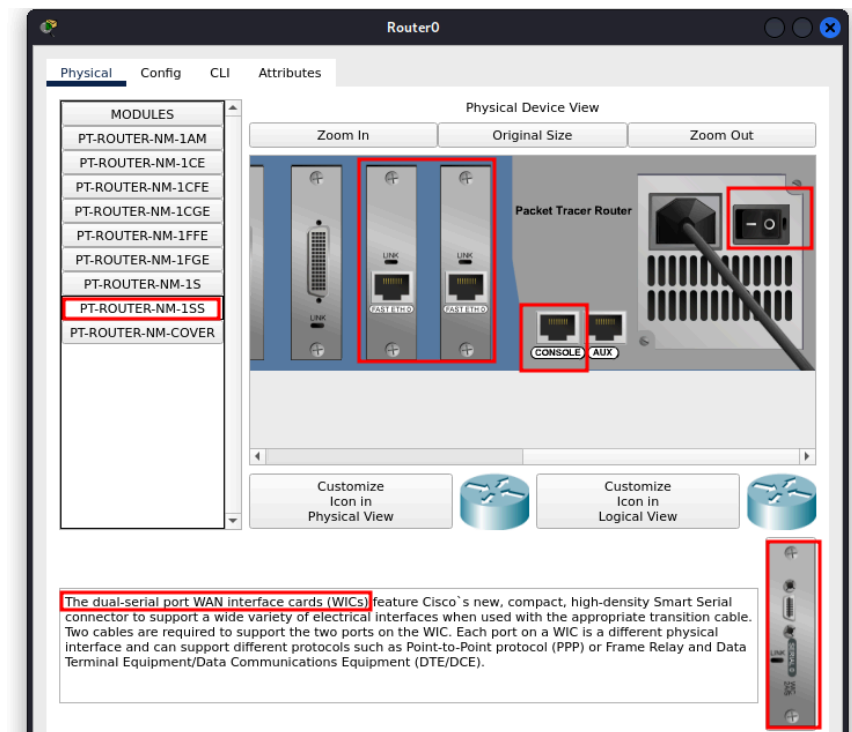 Router0
Physical Config CLI Attributes
MODULES
PT-ROUTER-NM-1AM
PT-ROUTER-NM-1CE
PT-ROUTER-NM-1CFE
PT-ROUTER-NM-1CGE
PT-ROUTER-NM-1FFE
PT-ROUTER-NM-1FGE
PT-ROUTER-NM-1S
PT-ROUTER-NM-1SS
PT-ROUTER-NM-COVER
Physical Device View
Zoom In Original Size Zoom Out
Packet Tracer Router
LINK
LINK
LINK
FAST ETH 0
FAST ETH 0
CONSOLE AUX
Customize
Icon in
Physical View
Customize
Icon in
Logical View
The dual-serial port WAN interface cards (WICs) feature Cisco`s new, compact, high-density Smart Serial
connector to support a wide variety of electrical interfaces when used with the appropriate transition cable.
Two cables are required to support the two ports on the WIC. Each port on a WIC is a different physical
interface and can support different protocols such as Point-to-Point protocol (PPP) or Frame Relay and Data
Terminal Equipment/Data Communications Equipment (DTE/DCE).
LINK
SERIAL 0
WIC